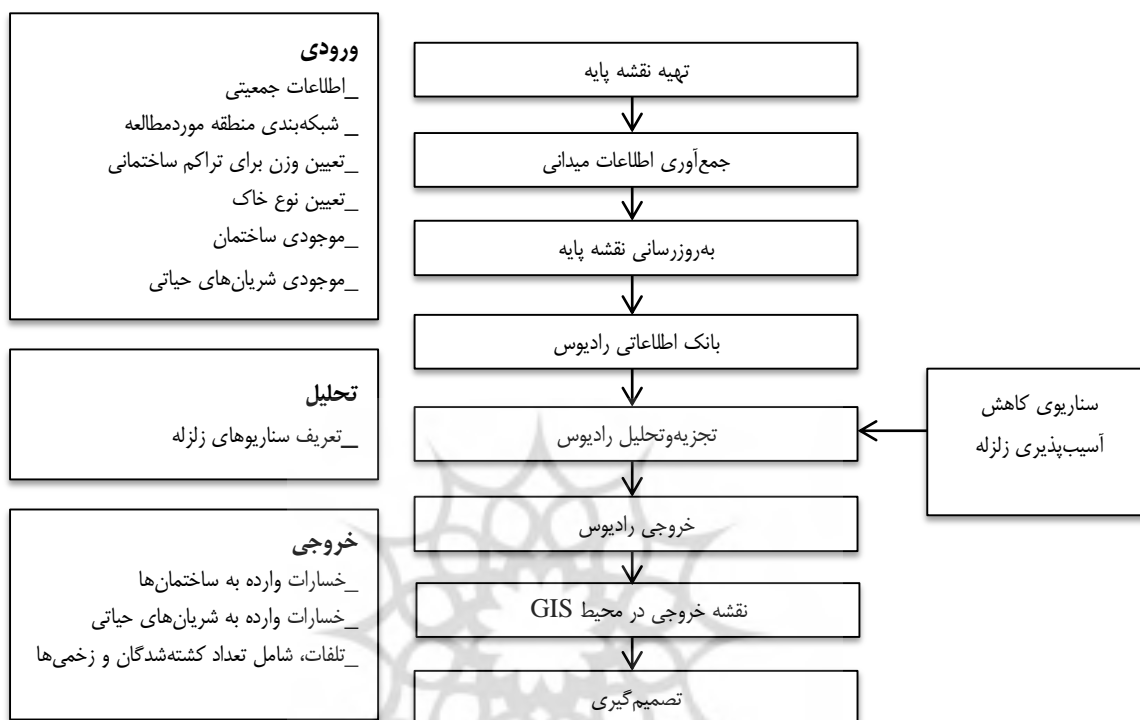 ورودی
_اطلاعات جمعیتی
_ شبکه‌بندی منطقه موردمطالعه
_تعیین وزن برای تراکم ساختمانی
_تعیین نوع خاک
_موجودی ساختمان
_موجودی شریان‌های حیاتی
تحلیل
_تعریف سناریوهای زلزله
خروجی
_خسارات وارده به ساختمان‌ها
_خسارات وارده به شریان‌های حیاتی
_تلفات، شامل تعداد کشته‌شدگان و زخمی‌ها
تهیه نقشه پایه
جمع‌آوری اطلاعات میدانی
به‌روزرسانی نقشه پایه
بانک اطلاعاتی رادیوس
تجزیه‌وتحلیل رادیوس
خروجی رادیوس
نقشه خروجی در محیط GIS
تصمیم‌گیری
سناریوی کاهش
آسیب‌پذیری زلزله